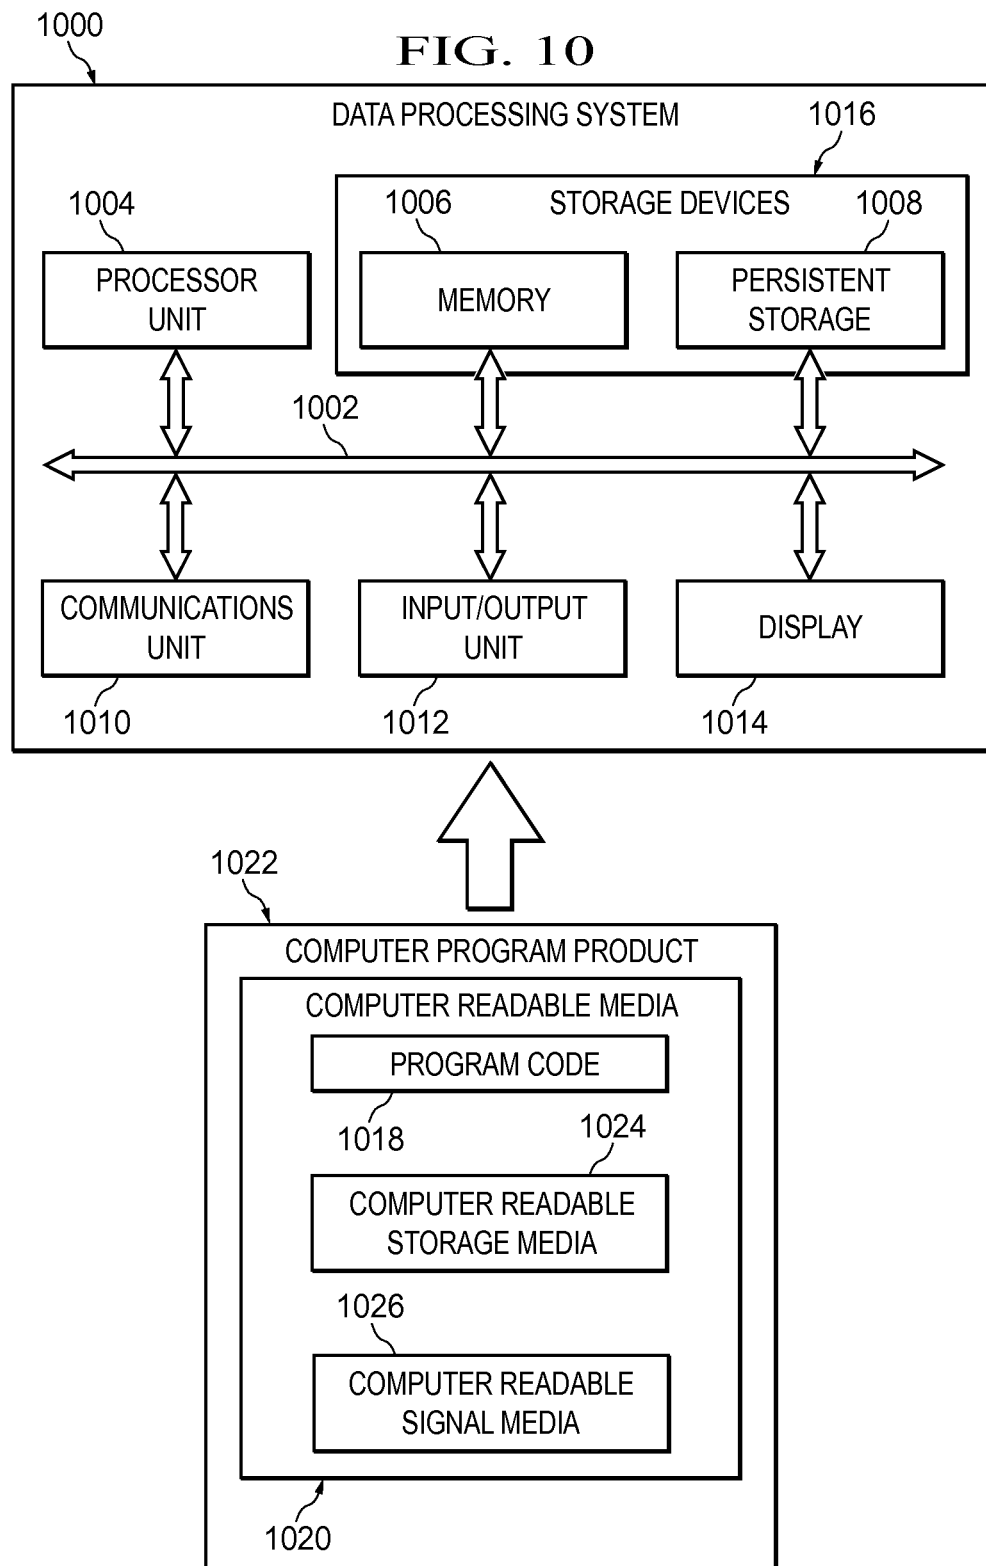 1000
FIG. 10
DATA PROCESSING SYSTEM
1016
1004
1006
STORAGE DEVICES
1008
PROCESSOR
UNIT
MEMORY
PERSISTENT
STORAGE
1002
COMMUNICATIONS
UNIT
INPUT/OUTPUT
UNIT
DISPLAY
1010
1012
1014
1022
COMPUTER PROGRAM PRODUCT
COMPUTER READABLE MEDIA
PROGRAM CODE
1018
1024
COMPUTER READABLE
STORAGE MEDIA
1026
COMPUTER READABLE
SIGNAL MEDIA
1020